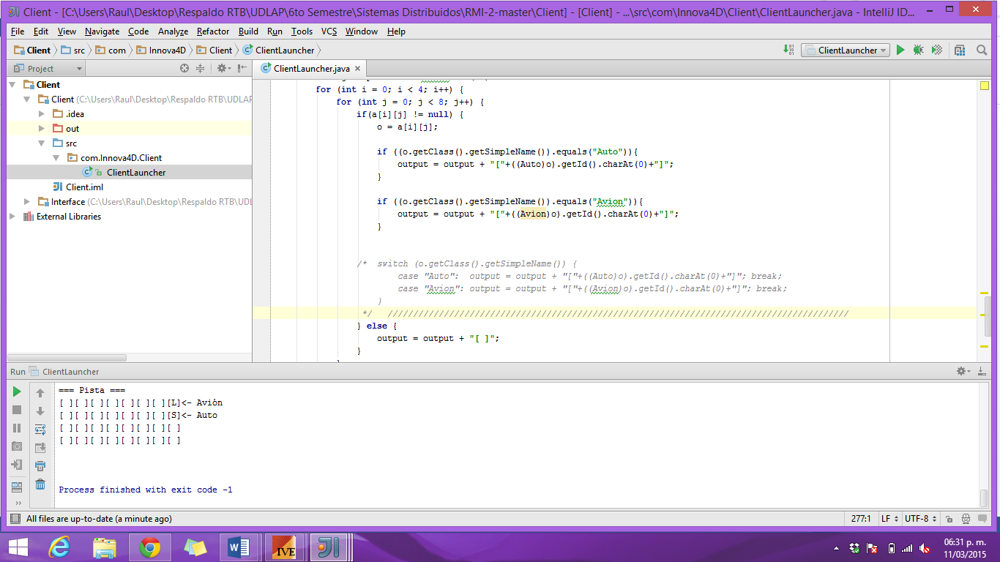 Client - [C:\Users\Raul\Desktop\Respaldo RTB\UDLAP\6to Semestre\Sistemas Distribuidos\RMI-2-master\Client] - [Client] - ...\src\com\Innova4D\Client\ClientLauncher.java - IntelliJ ID...
File Edit View Navigate Code Analyze Refactor Build Run Tools VCS Window Help
Client src com Innova4D Client ClientLauncher
ClientLauncher
Project
ClientLauncher.java
Client
Client (C:\Users\Raul\Desktop\Respaldo RTB\UDLAP
.idea
out
src
com.Innova4D.Client
ClientLauncher
Client.iml
Interface (C:\Users\Raul\Desktop\Respaldo RTB\UDL
External Libraries
for (int i = 0; i < 4; i++) {
for (int j = 0; j < 8; j++) {
if(a[i][j] != null) {
o = a[i][j];
if ((o.getClass().getSimpleName()).equals("Auto")){
output = output + "["+((Auto)o).getId().charAt(0)+"]";
}
if ((o.getClass().getSimpleName()).equals("Avion")){
output = output + "["+((Avion)o).getId().charAt(0)+"]";
}
/* switch (o.getClass().getSimpleName()) {
case "Auto": output = output + "["+((Auto)o).getId().charAt(0)+"]"; break;
case "Avion": output = output + "["+((Avion)o).getId().charAt(0)+"]"; break;
}
*/ //////////////////////////////////////////////////////////////////////////////////////////
} else {
output = output + "[ ]";
}
Run ClientLauncher
=== Pista ===
[ ][ ][ ][ ][ ][ ][ ][L]<- Avión
[ ][ ][ ][ ][ ][ ][ ][S]<- Auto
[ ][ ][ ][ ][ ][ ][ ][ ]
[ ][ ][ ][ ][ ][ ][ ][ ]
Process finished with exit code -1
All files are up-to-date (a minute ago)
277:1 LF UTF-8
IVE
06:31 p. m.
11/03/2015